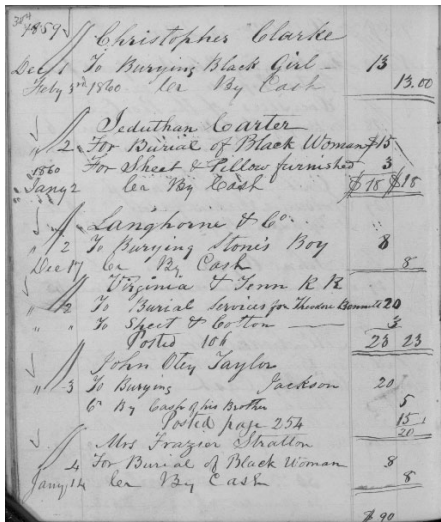 304
1859
Christopher Clarke
Dec 1 To Burying Black Girl 13
Feby 3rd 1860 Cr By Cash 13.00
Seduthan Carter
" 2 For Burial of Black Woman $15
1860 For Sheet & Pillow furnished 3
Jany 2 Cr By Cash $18 $18
Langhorne & Co
" 2 To Burying Stone's Boy 8
Dec 17 Cr By Cash 8
Virginia & Tenn R R
" 2 To Burial Services for Theodore 20
" " To Sheet & Cotton 3
Posted 106 23 23
John Otey Taylor
" 3 To Burying Jackson 20
Cr By Cash of his Brother 5
Posted page 254 15
20
Mrs Frazier Stratton
" 4 For Burial of Black Woman 8
Jany 14 Cr By Cash 8
$90